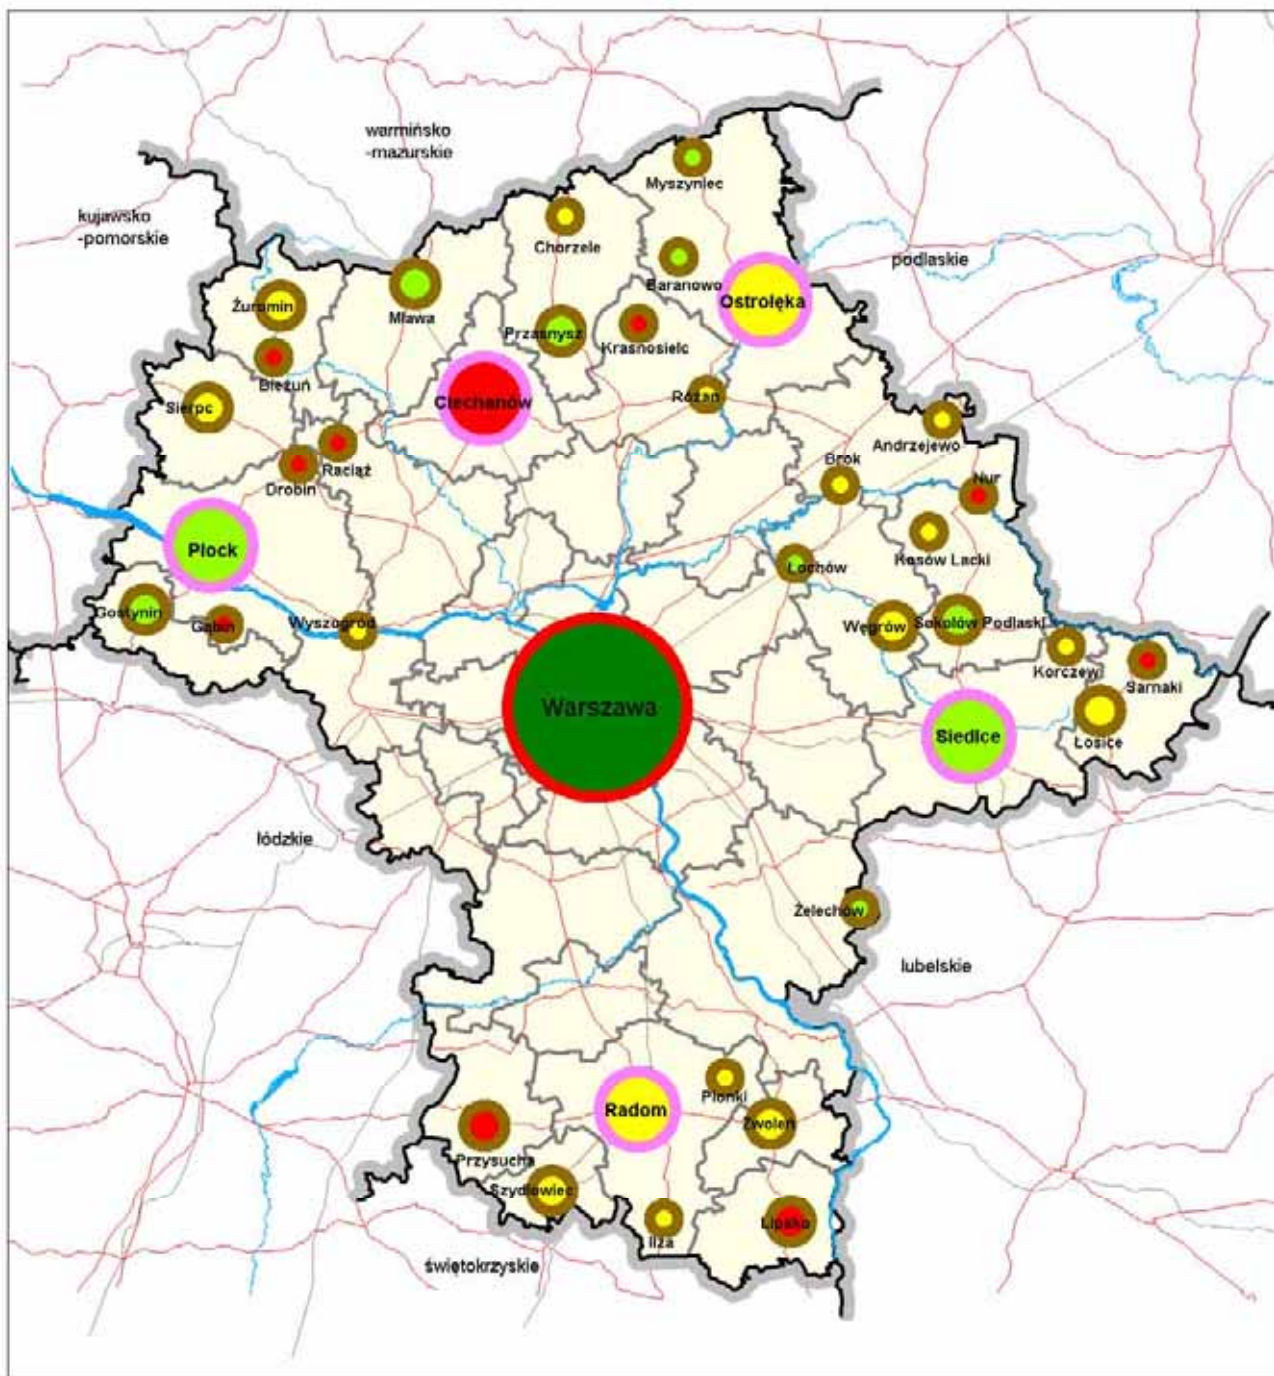 warmińsko
-mazurskie
Myszyniec
kujawsko
-pomorskie
Chorzele
podlaskie
Baranowo
Ostrołęka
Żuromin
Mława
Przasnysz
Krasnosielc
Bieżuń
Ciechanów
Różan
Sierpc
Andrzejewo
Raciąż
Drobin
Brok
Nur
Płock
Kosów Lacki
Łochów
Gostynin
Gąbin
Wyszogród
Węgrów
Sokołów Podlaski
Korczew
Sarnaki
Warszawa
Siedlce
Łosice
łódzkie
Żelechów
lubelskie
Pionki
Radom
Zwoleń
Przysucha
Szydłowiec
Lipsko
Iłża
świętokrzyskie